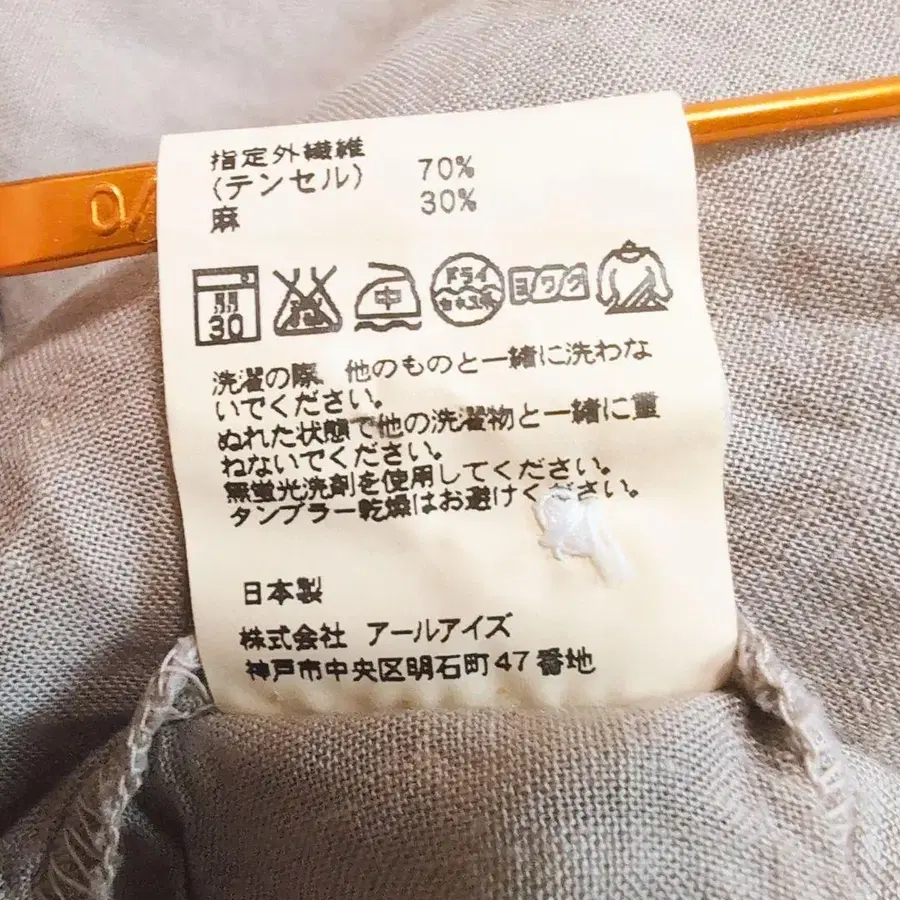 指定外繊維
(テンセル) 70%
麻 30%
30 中 ドライ ヨワク
洗濯の際、他のものと一緒に洗わな
いでください。
ぬれた状態で他の洗濯物と一緒に重
ねないでください。
無蛍光洗剤を使用してください。
タンブラー乾燥はお避けください。
日本製
株式会社 アールアイズ
神戸市中央区明石町47番地